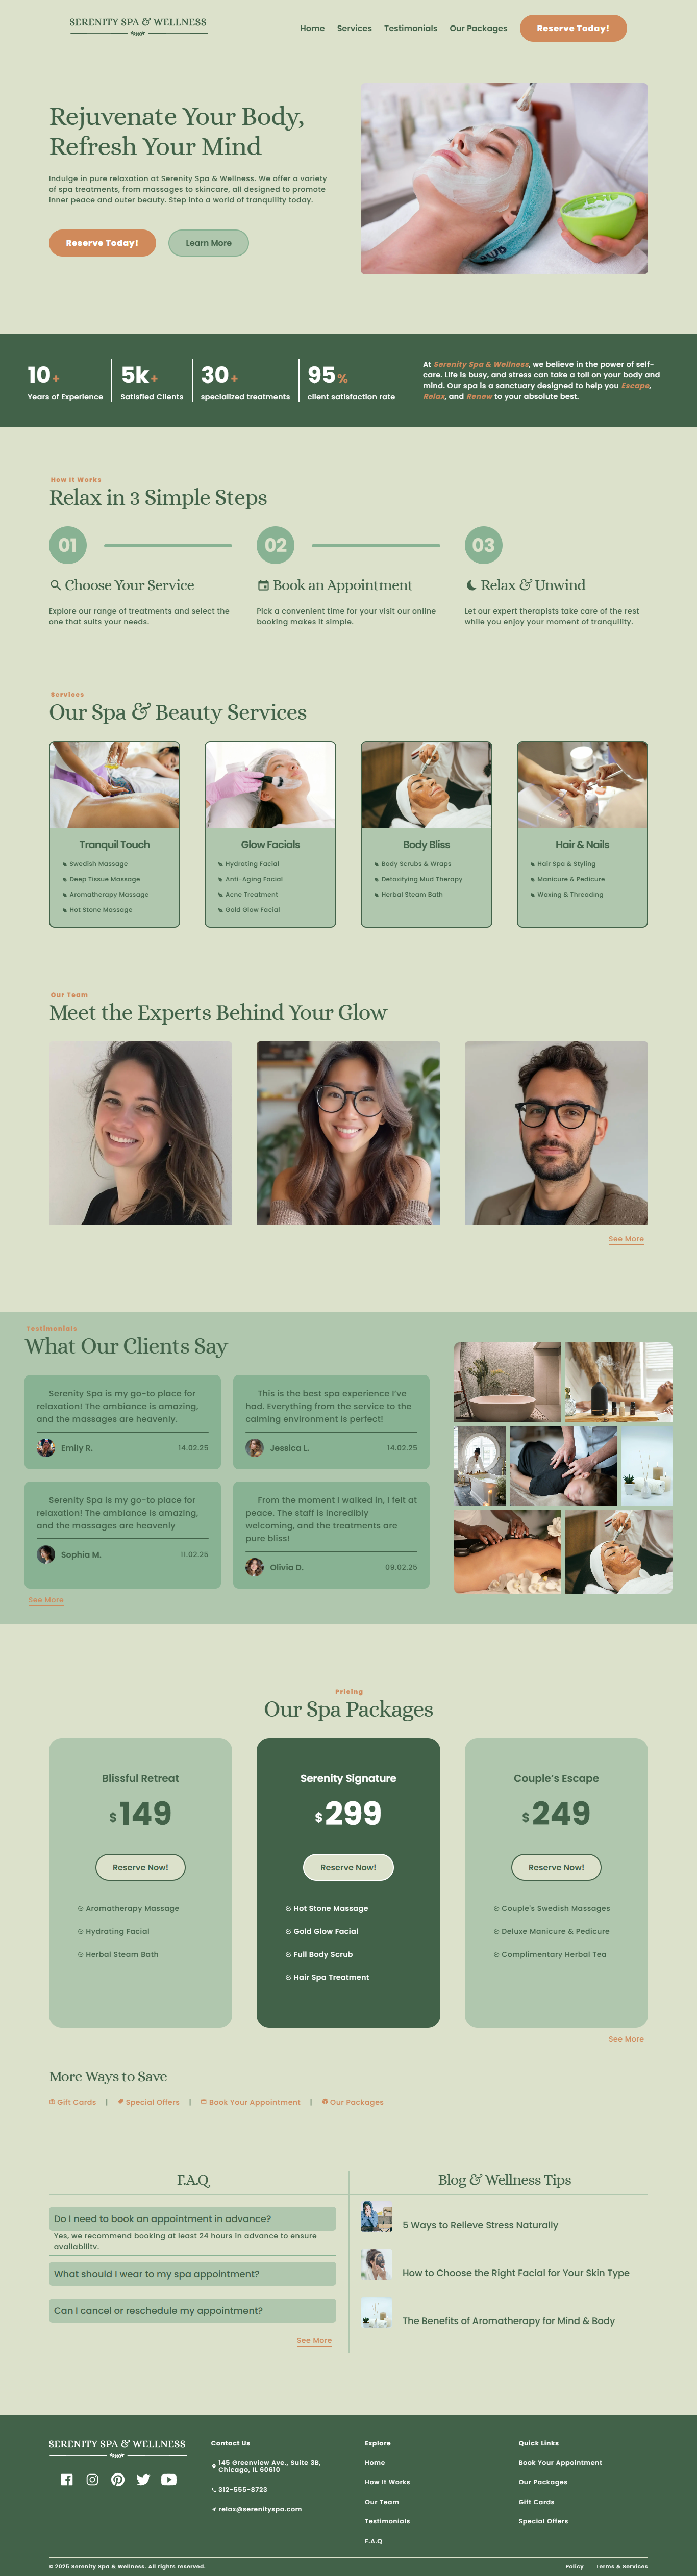 SERENITY SPA & WELLNESS
Home Services Testimonials Our Packages Reserve Today!
Rejuvenate Your Body,
Refresh Your Mind
Indulge in pure relaxation at Serenity Spa & Wellness. We offer a variety
of spa treatments, from massages to skincare, all designed to promote
inner peace and outer beauty. Step into a world of tranquility today.
Reserve Today! Learn More
10+
Years of Experience
5k+
Satisfied Clients
30+
specialized treatments
95%
client satisfaction rate
At Serenity Spa & Wellness, we believe in the power of self-
care. Life is busy, and stress can take a toll on your body and
mind. Our spa is a sanctuary designed to help you Escape,
Relax, and Renew to your absolute best.
How It Works
Relax in 3 Simple Steps
01
Choose Your Service
Explore our range of treatments and select the
one that suits your needs.
02
Book an Appointment
Pick a convenient time for your visit our online
booking makes it simple.
03
Relax & Unwind
Let our expert therapists take care of the rest
while you enjoy your moment of tranquility.
Services
Our Spa & Beauty Services
Tranquil Touch
Swedish Massage
Deep Tissue Massage
Aromatherapy Massage
Hot Stone Massage
Glow Facials
Hydrating Facial
Anti-Aging Facial
Acne Treatment
Gold Glow Facial
Body Bliss
Body Scrubs & Wraps
Detoxifying Mud Therapy
Herbal Steam Bath
Hair & Nails
Hair Spa & Styling
Manicure & Pedicure
Waxing & Threading
Our Team
Meet the Experts Behind Your Glow
See More
Testimonials
What Our Clients Say
Serenity Spa is my go-to place for
relaxation! The ambiance is amazing,
and the massages are heavenly.
Emily R. 14.02.25
This is the best spa experience I've
had. Everything from the service to the
calming environment is perfect!
Jessica L. 14.02.25
Serenity Spa is my go-to place for
relaxation! The ambiance is amazing,
and the massages are heavenly
Sophia M. 11.02.25
From the moment I walked in, I felt at
peace. The staff is incredibly
welcoming, and the treatments are
pure bliss!
Olivia D. 09.02.25
See More
Pricing
Our Spa Packages
Blissful Retreat
$149
Reserve Now!
Aromatherapy Massage
Hydrating Facial
Herbal Steam Bath
Serenity Signature
$299
Reserve Now!
Hot Stone Massage
Gold Glow Facial
Full Body Scrub
Hair Spa Treatment
Couple's Escape
$249
Reserve Now!
Couple's Swedish Massages
Deluxe Manicure & Pedicure
Complimentary Herbal Tea
See More
More Ways to Save
Gift Cards | Special Offers | Book Your Appointment | Our Packages
F.A.Q
Do I need to book an appointment in advance?
Yes, we recommend booking at least 24 hours in advance to ensure
availability.
What should I wear to my spa appointment?
Can I cancel or reschedule my appointment?
See More
Blog & Wellness Tips
5 Ways to Relieve Stress Naturally
How to Choose the Right Facial for Your Skin Type
The Benefits of Aromatherapy for Mind & Body
SERENITY SPA & WELLNESS
Contact Us
145 Greenview Ave., Suite 3B,
Chicago, IL 60610
312-555-8723
relax@serenityspa.com
Explore
Home
How It Works
Our Team
Testimonials
F.A.Q
Quick Links
Book Your Appointment
Our Packages
Gift Cards
Special Offers
© 2025 Serenity Spa & Wellness. All rights reserved.
Policy Terms & Services